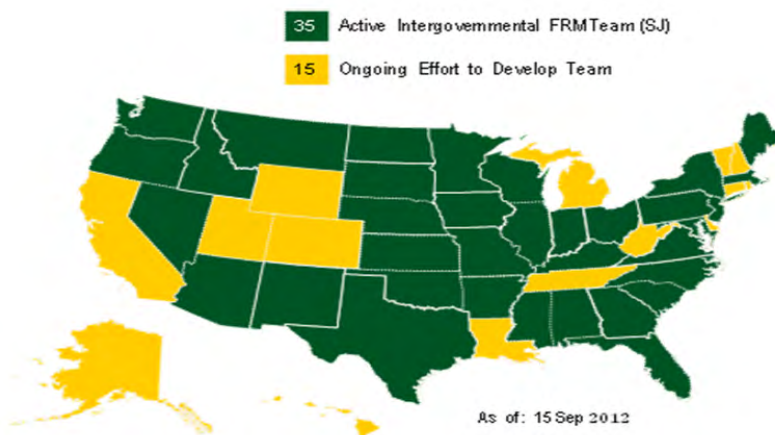 35 Active Intergovernmental FRMTeam (SJ)
15 Ongoing Effort to Develop Team
As of: 15 Sep 2012